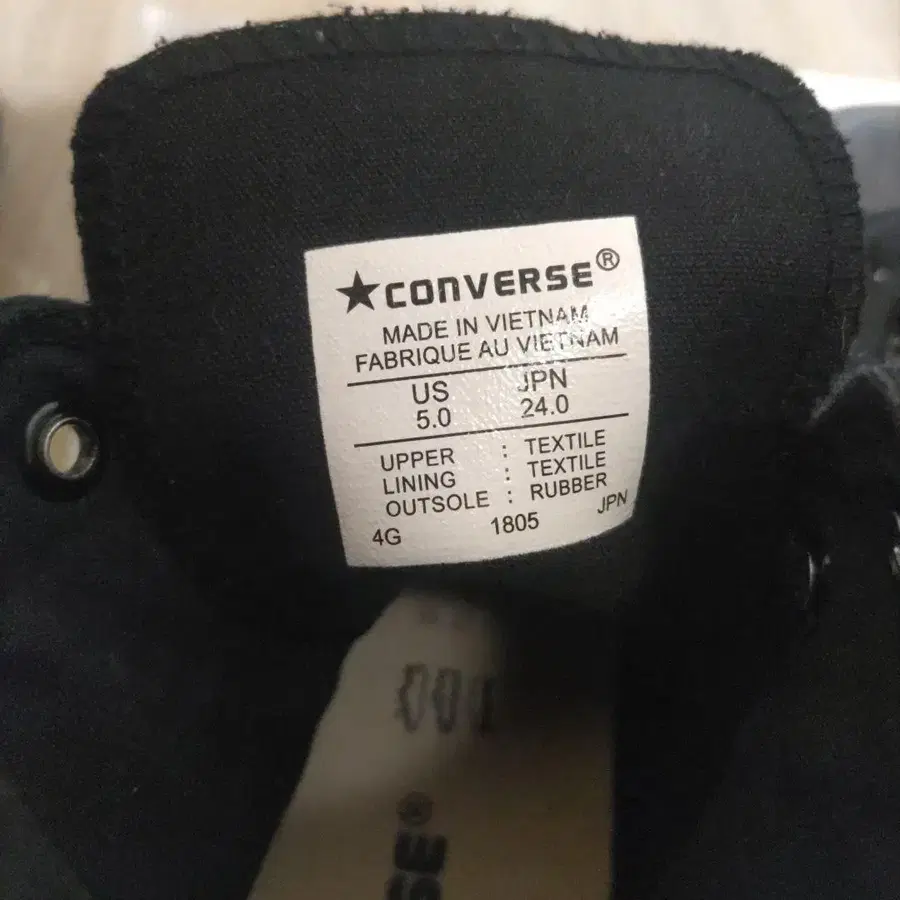 ★CONVERSE®
MADE IN VIETNAM
FABRIQUE AU VIETNAM
US JPN
5.0 24.0
UPPER : TEXTILE
LINING : TEXTILE
OUTSOLE : RUBBER
4G 1805 JPN